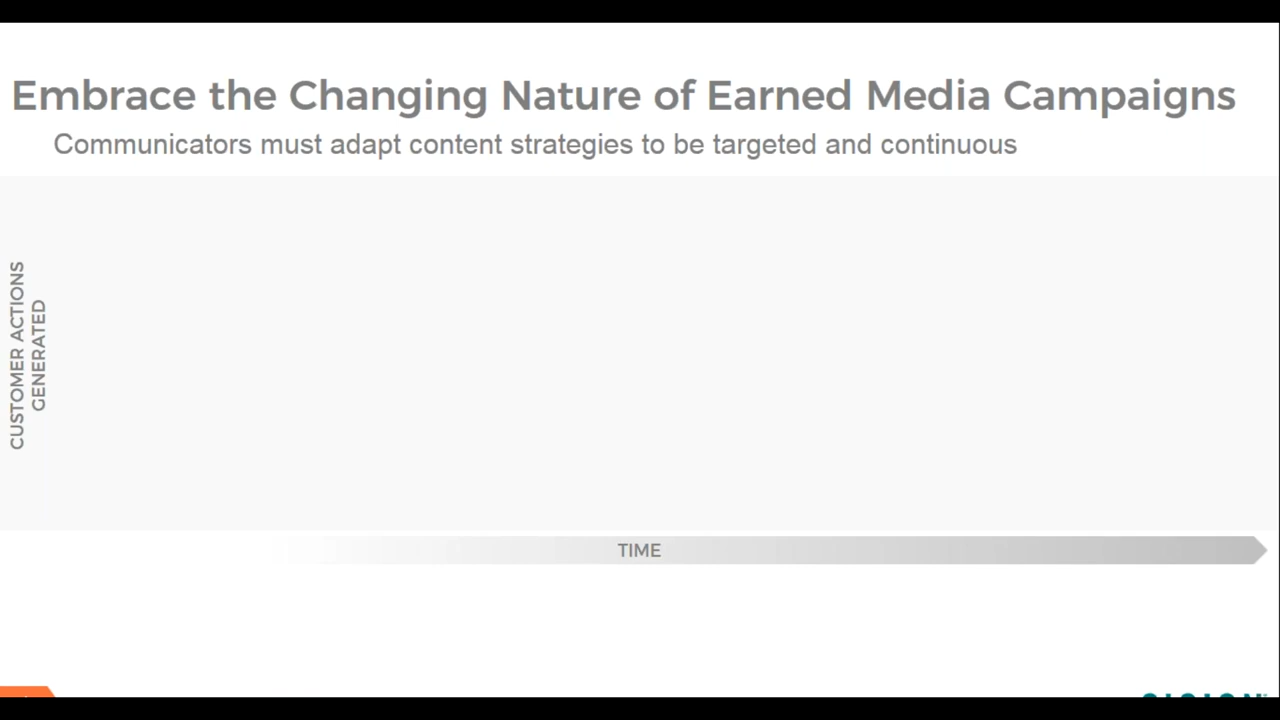 Embrace the Changing Nature of Earned Media Campaigns
Communicators must adapt content strategies to be targeted and continuous
CUSTOMER ACTIONS
GENERATED
TIME